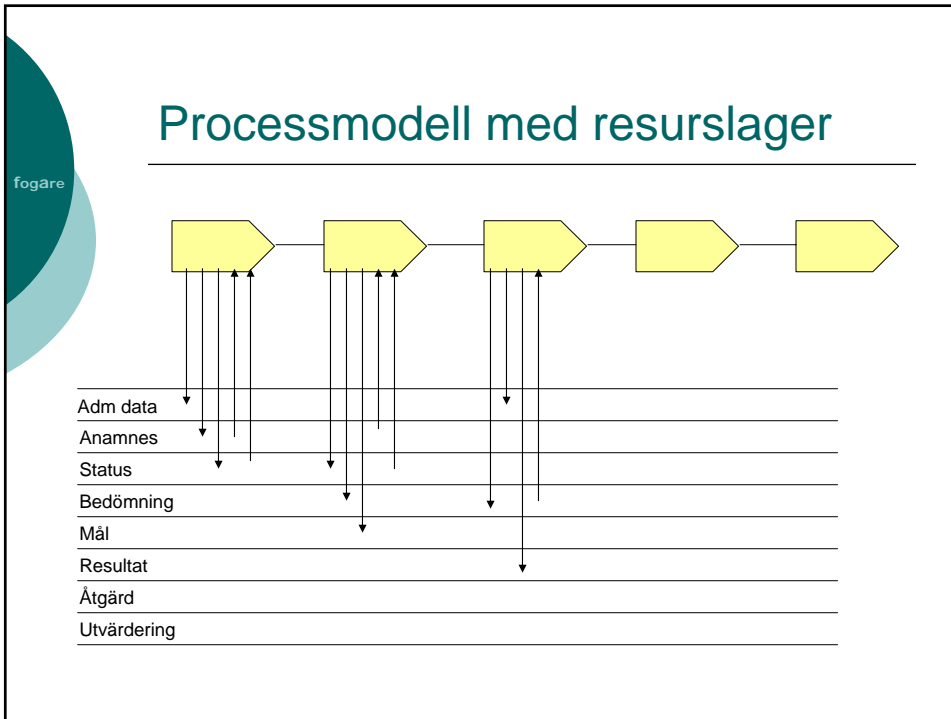 Processmodell med resurslager
fogare
Adm data
Anamnes
Status
Bedömning
Mål
Resultat
Åtgärd
Utvärdering